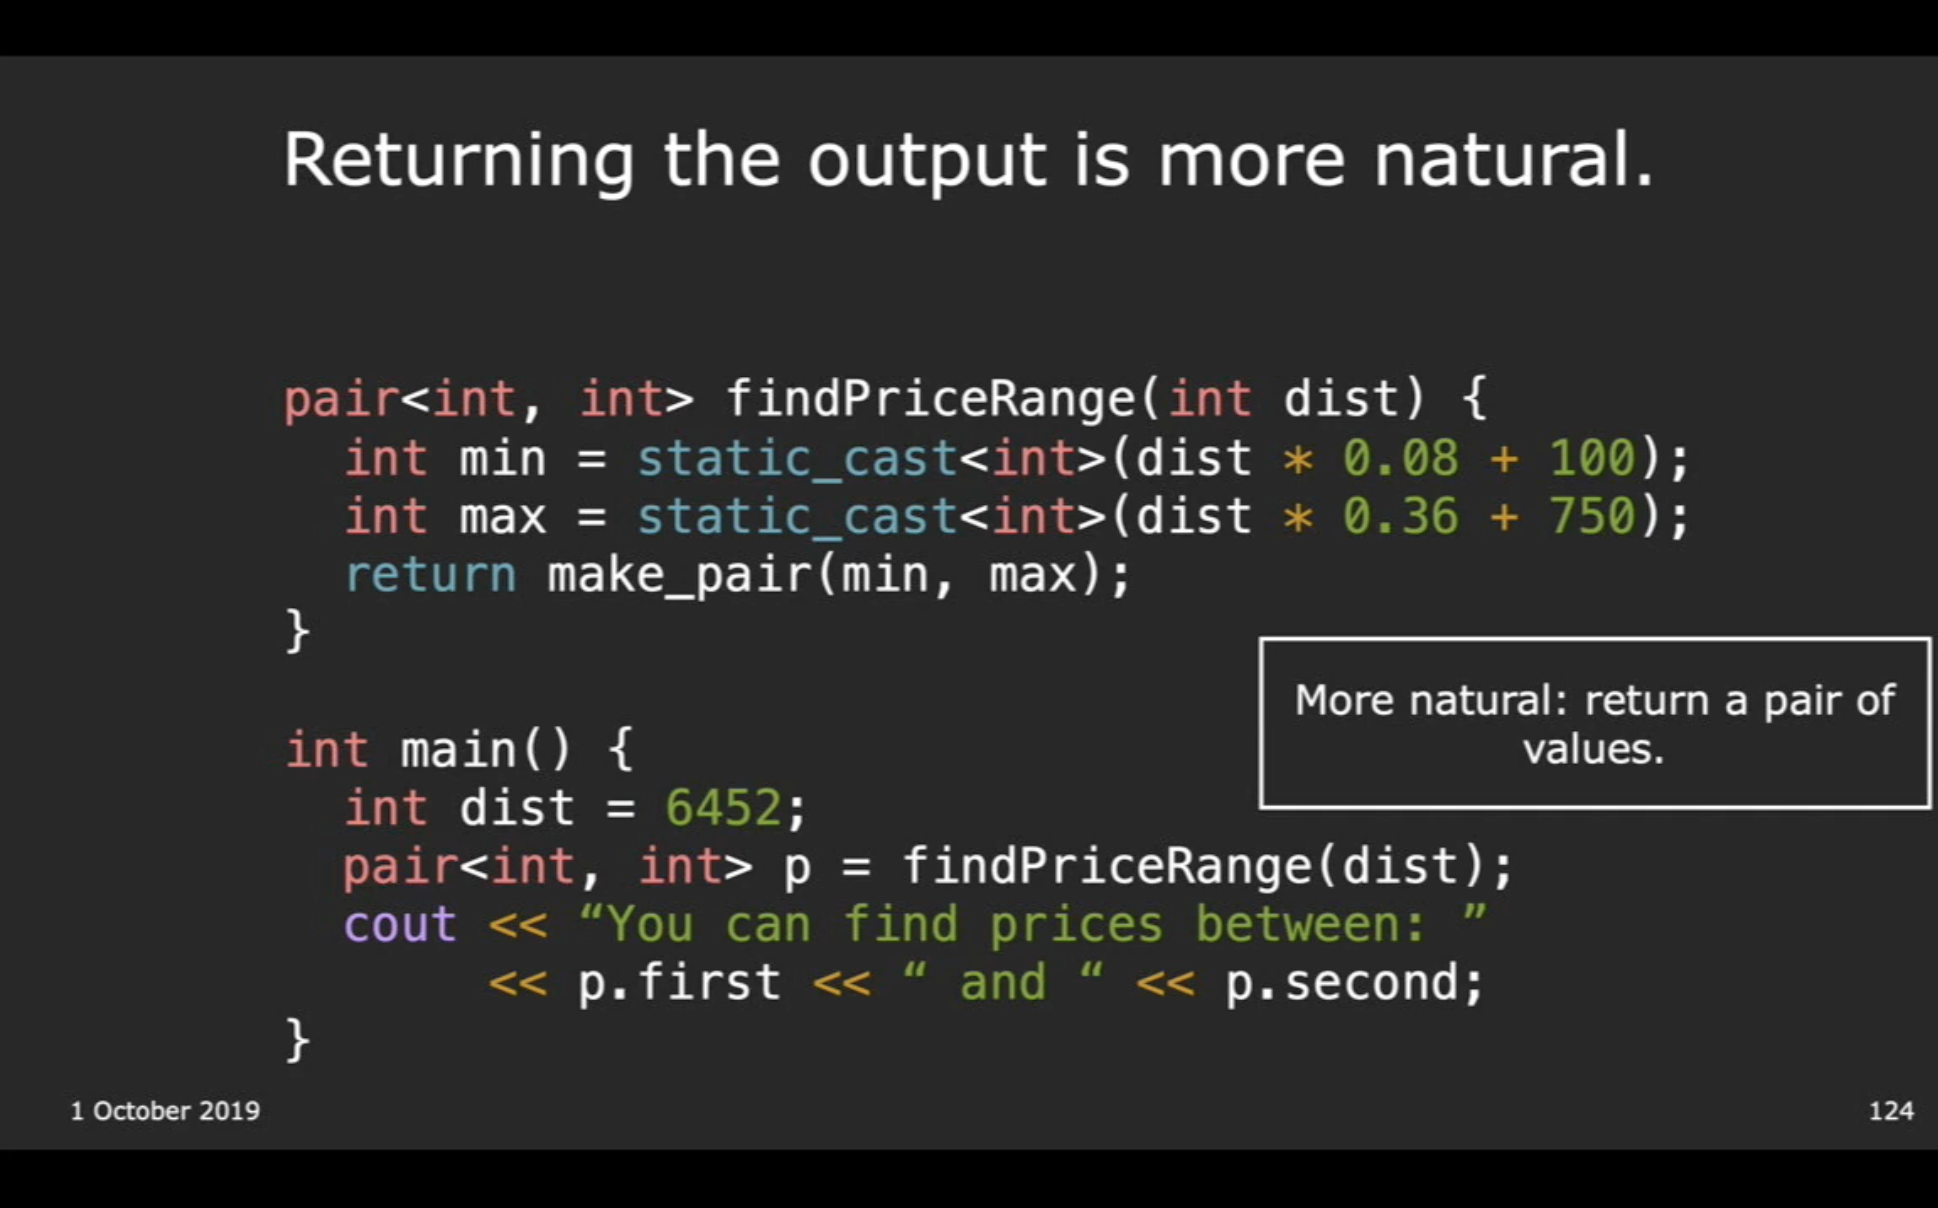 Returning the output is more natural.
pair<int, int> findPriceRange(int dist) {
  int min = static_cast<int>(dist * 0.08 + 100);
  int max = static_cast<int>(dist * 0.36 + 750);
  return make_pair(min, max);
}
More natural: return a pair of
values.
int main() {
  int dist = 6452;
  pair<int, int> p = findPriceRange(dist);
  cout << “You can find prices between: ”
       << p.first << “ and “ << p.second;
}
1 October 2019
124